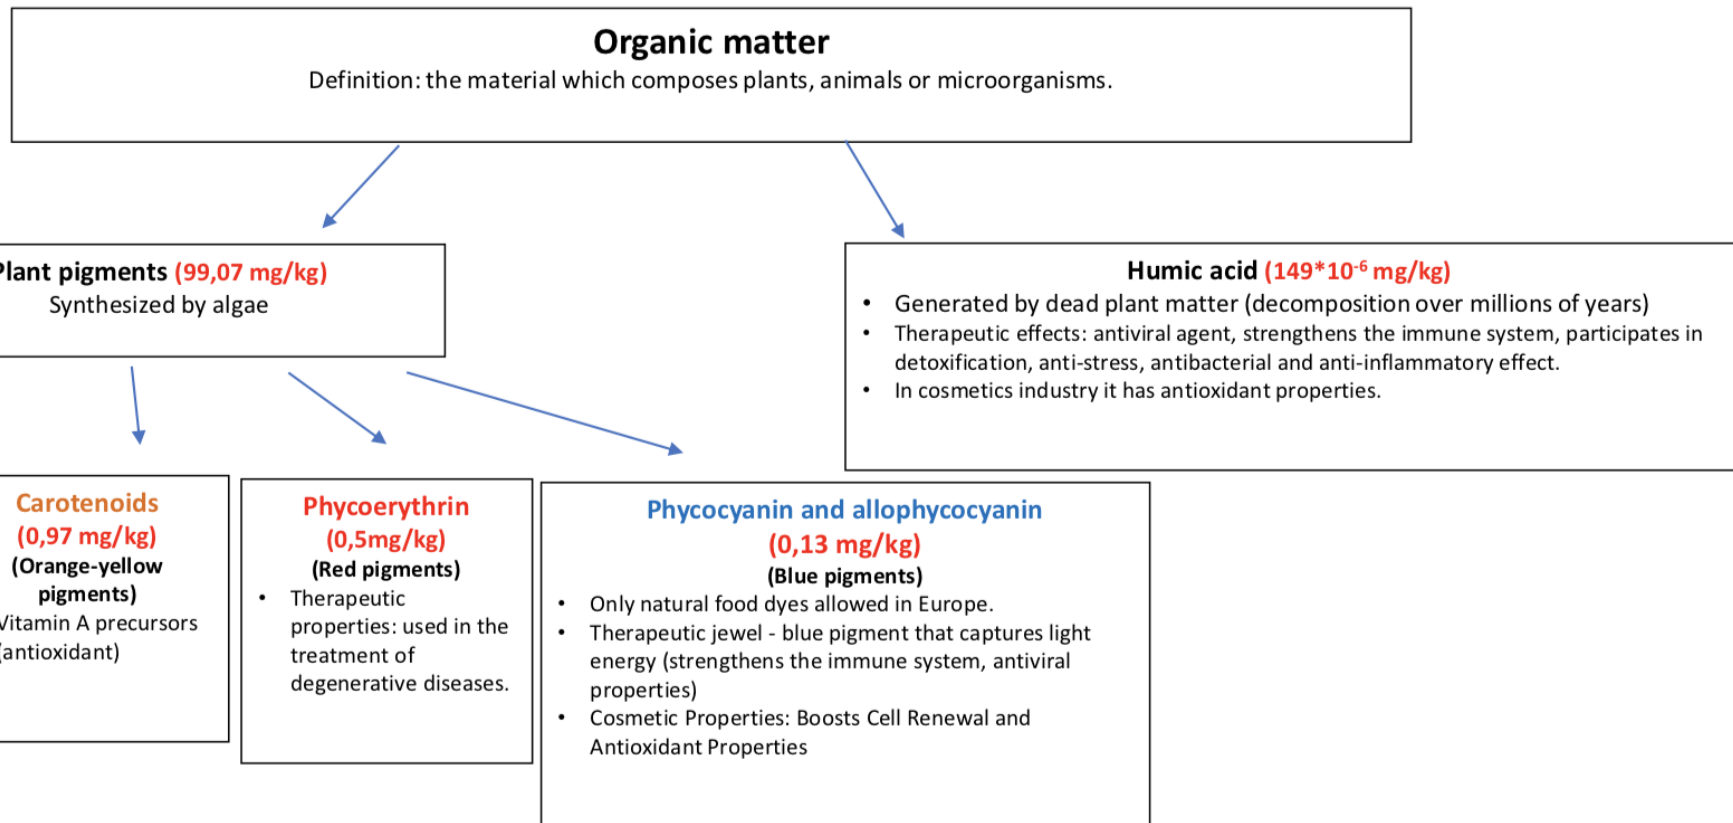 Organic matter
Definition: the material which composes plants, animals or microorganisms.
Plant pigments (99,07 mg/kg)
Synthesized by algae
Humic acid (149*10-6 mg/kg)
• Generated by dead plant matter (decomposition over millions of years)
• Therapeutic effects: antiviral agent, strengthens the immune system, participates in
detoxification, anti-stress, antibacterial and anti-inflammatory effect.
• In cosmetics industry it has antioxidant properties.
Carotenoids
(0,97 mg/kg)
(Orange-yellow
pigments)
Vitamin A precursors
(antioxidant)
Phycoerythrin
(0,5mg/kg)
(Red pigments)
• Therapeutic
properties: used in the
treatment of
degenerative diseases.
Phycocyanin and allophycocyanin
(0,13 mg/kg)
(Blue pigments)
• Only natural food dyes allowed in Europe.
• Therapeutic jewel - blue pigment that captures light
energy (strengthens the immune system, antiviral
properties)
• Cosmetic Properties: Boosts Cell Renewal and
Antioxidant Properties